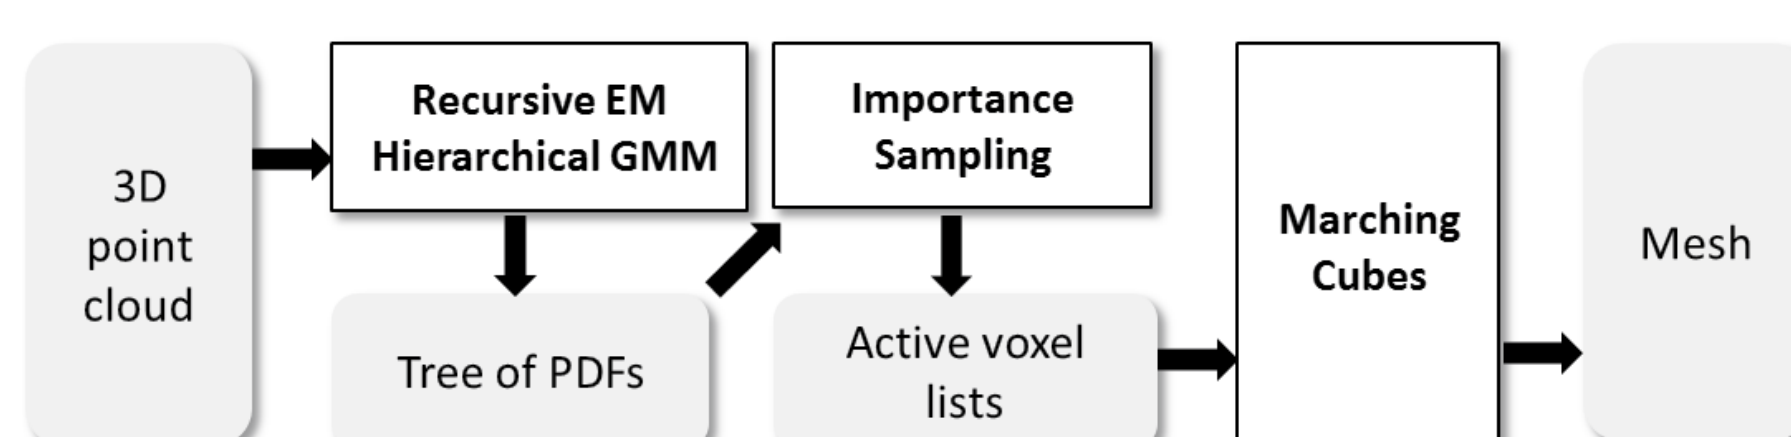 3D
point
cloud
Recursive EM
Hierarchical GMM
Tree of PDFs
Importance
Sampling
Active voxel
lists
Marching
Cubes
Mesh